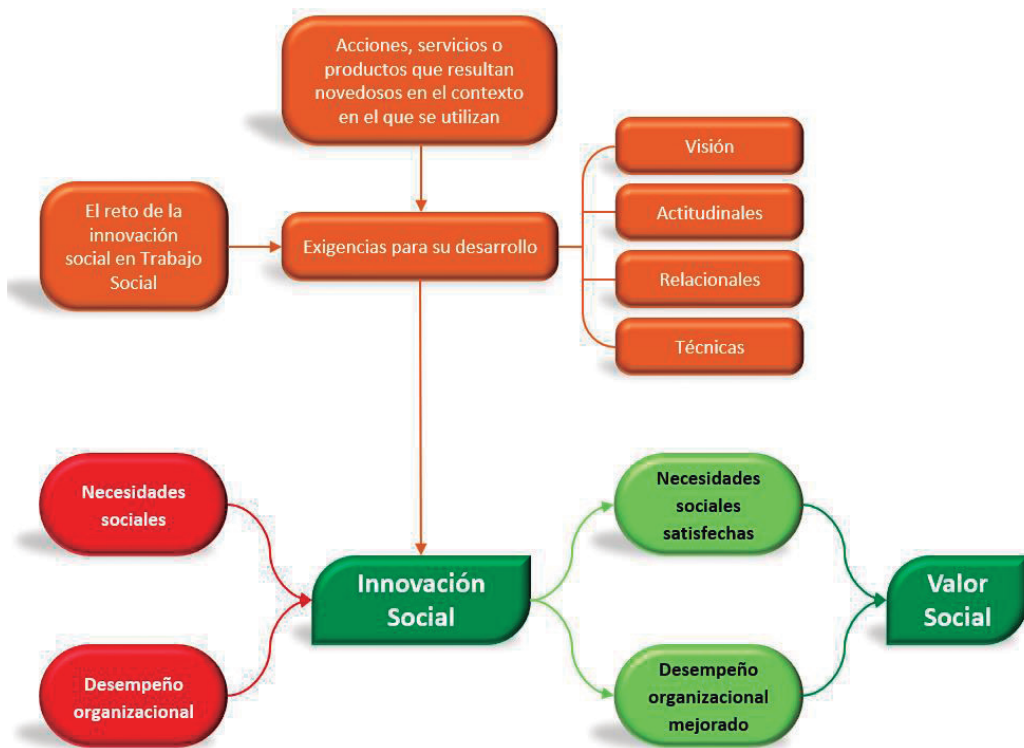 Acciones, servicios o
productos que resultan
novedosos en el contexto
en el que se utilizan
Visión
Actitudinales
El reto de la
innovación
social en Trabajo
Social
Exigencias para su desarrollo
Relacionales
Técnicas
Necesidades
sociales
Necesidades
sociales
satisfechas
Innovación
Social
Valor
Social
Desempeño
organizacional
Desempeño
organizacional
mejorado